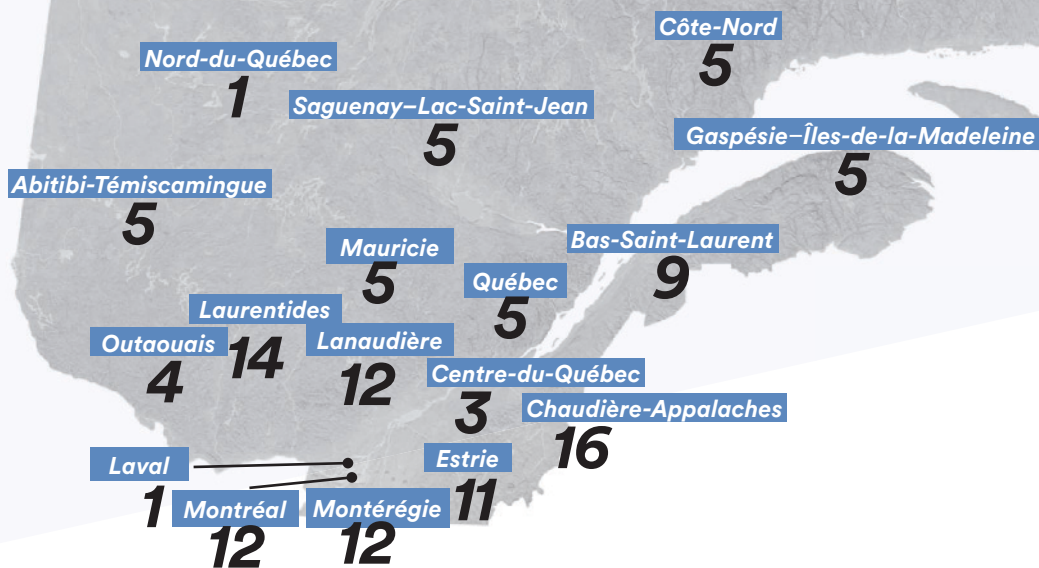 Côte-Nord
5
Nord-du-Québec
1
Saguenay–Lac-Saint-Jean
5
Gaspésie–Îles-de-la-Madeleine
5
Abitibi-Témiscamingue
5
Mauricie
5
Bas-Saint-Laurent
9
Québec
5
Laurentides
14
Outaouais
4
Lanaudière
12
Centre-du-Québec
3
Chaudière-Appalaches
16
Laval
1
Estrie
11
Montréal
12
Montérégie
12